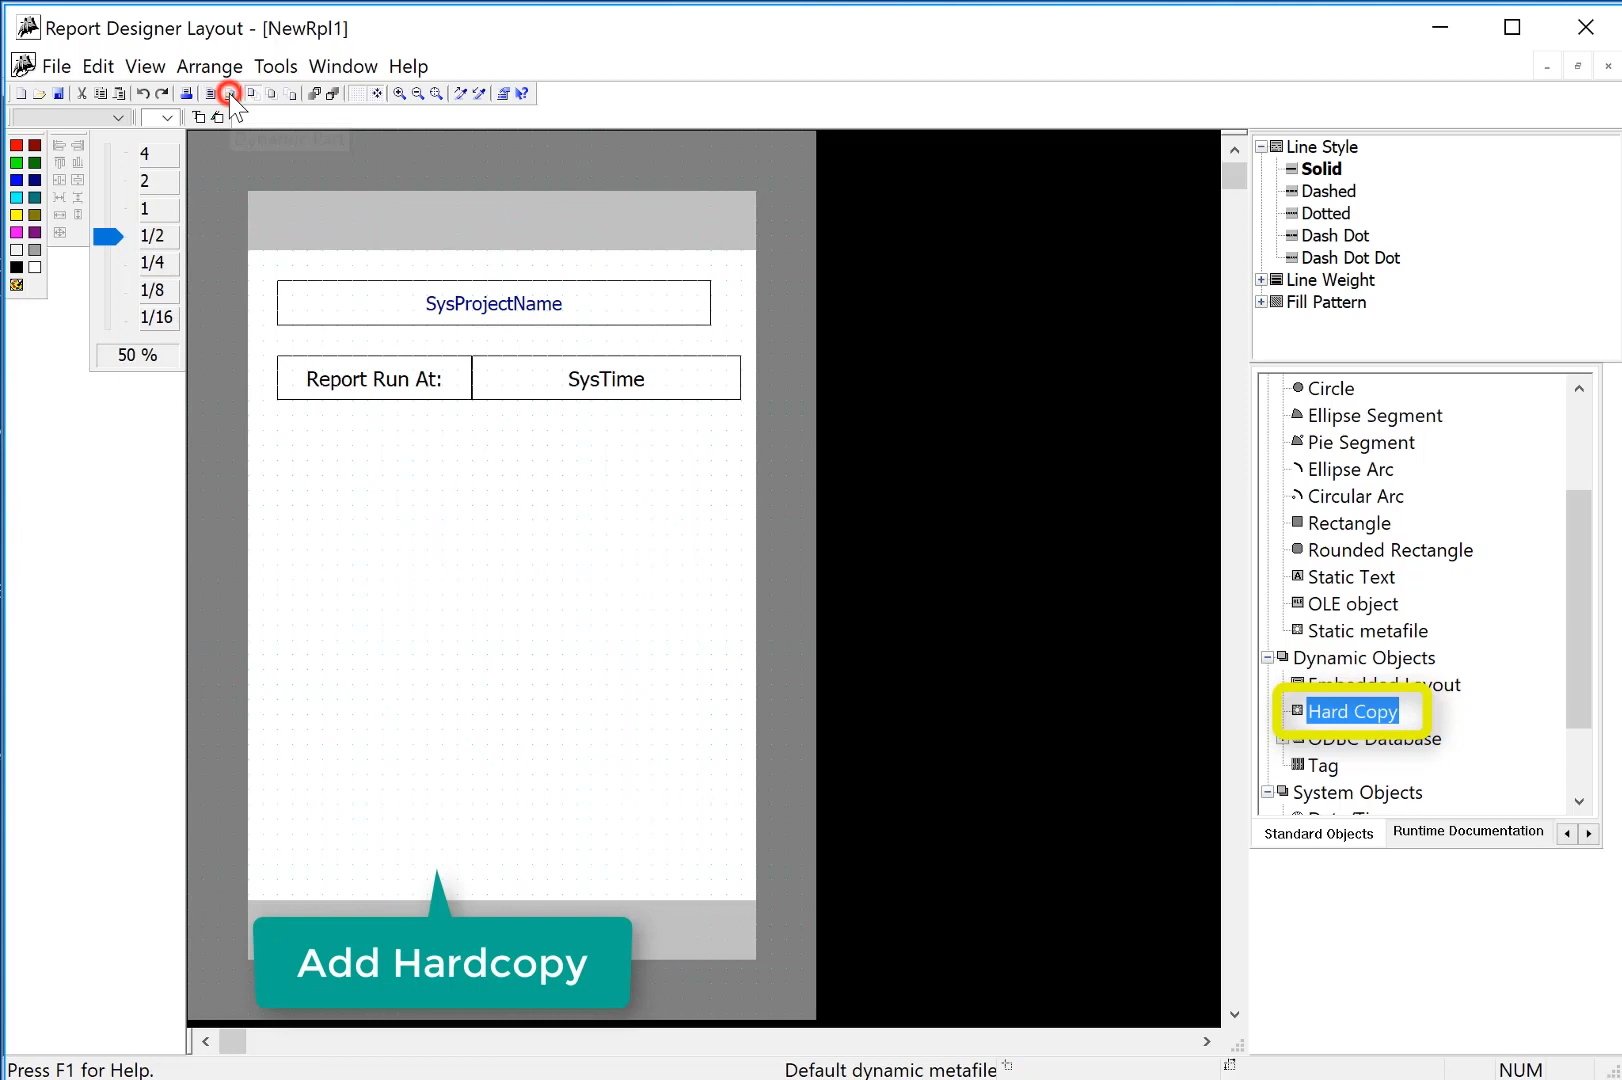 Report Designer Layout - [NewRpl1]
File Edit View Arrange Tools Window Help
4
2
1
1/2
1/4
1/8
1/16
50 %
SysProjectName
Report Run At: SysTime
Add Hardcopy
Line Style
Solid
Dashed
Dotted
Dash Dot
Dash Dot Dot
Line Weight
Fill Pattern
Circle
Ellipse Segment
Pie Segment
Ellipse Arc
Circular Arc
Rectangle
Rounded Rectangle
Static Text
OLE object
Static metafile
Dynamic Objects
Embedded Layout
Hard Copy
ODBC Database
Tag
System Objects
Standard Objects Runtime Documentation
Press F1 for Help. Default dynamic metafile NUM